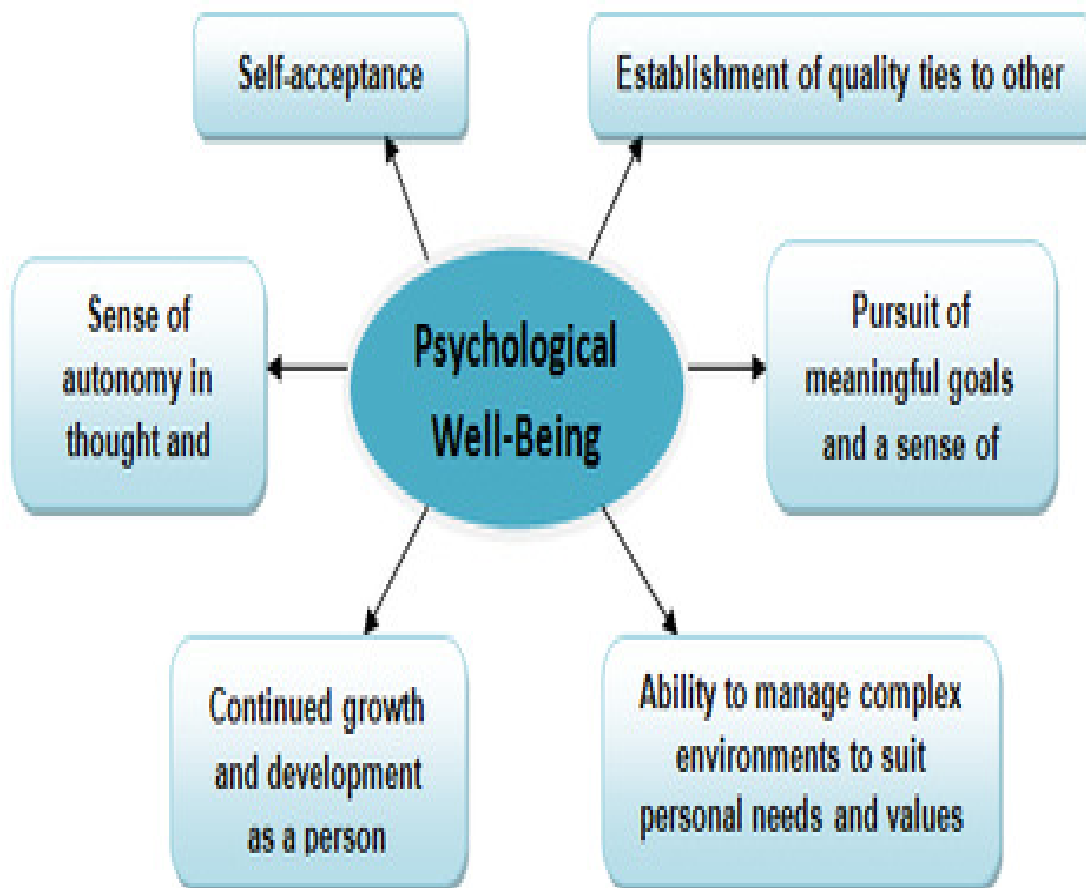 Self-acceptance
Establishment of quality ties to other
Sense of
autonomy in
thought and
Psychological
Well-Being
Pursuit of
meaningful goals
and a sense of
Continued growth
and development
as a person
Ability to manage complex
environments to suit
personal needs and values